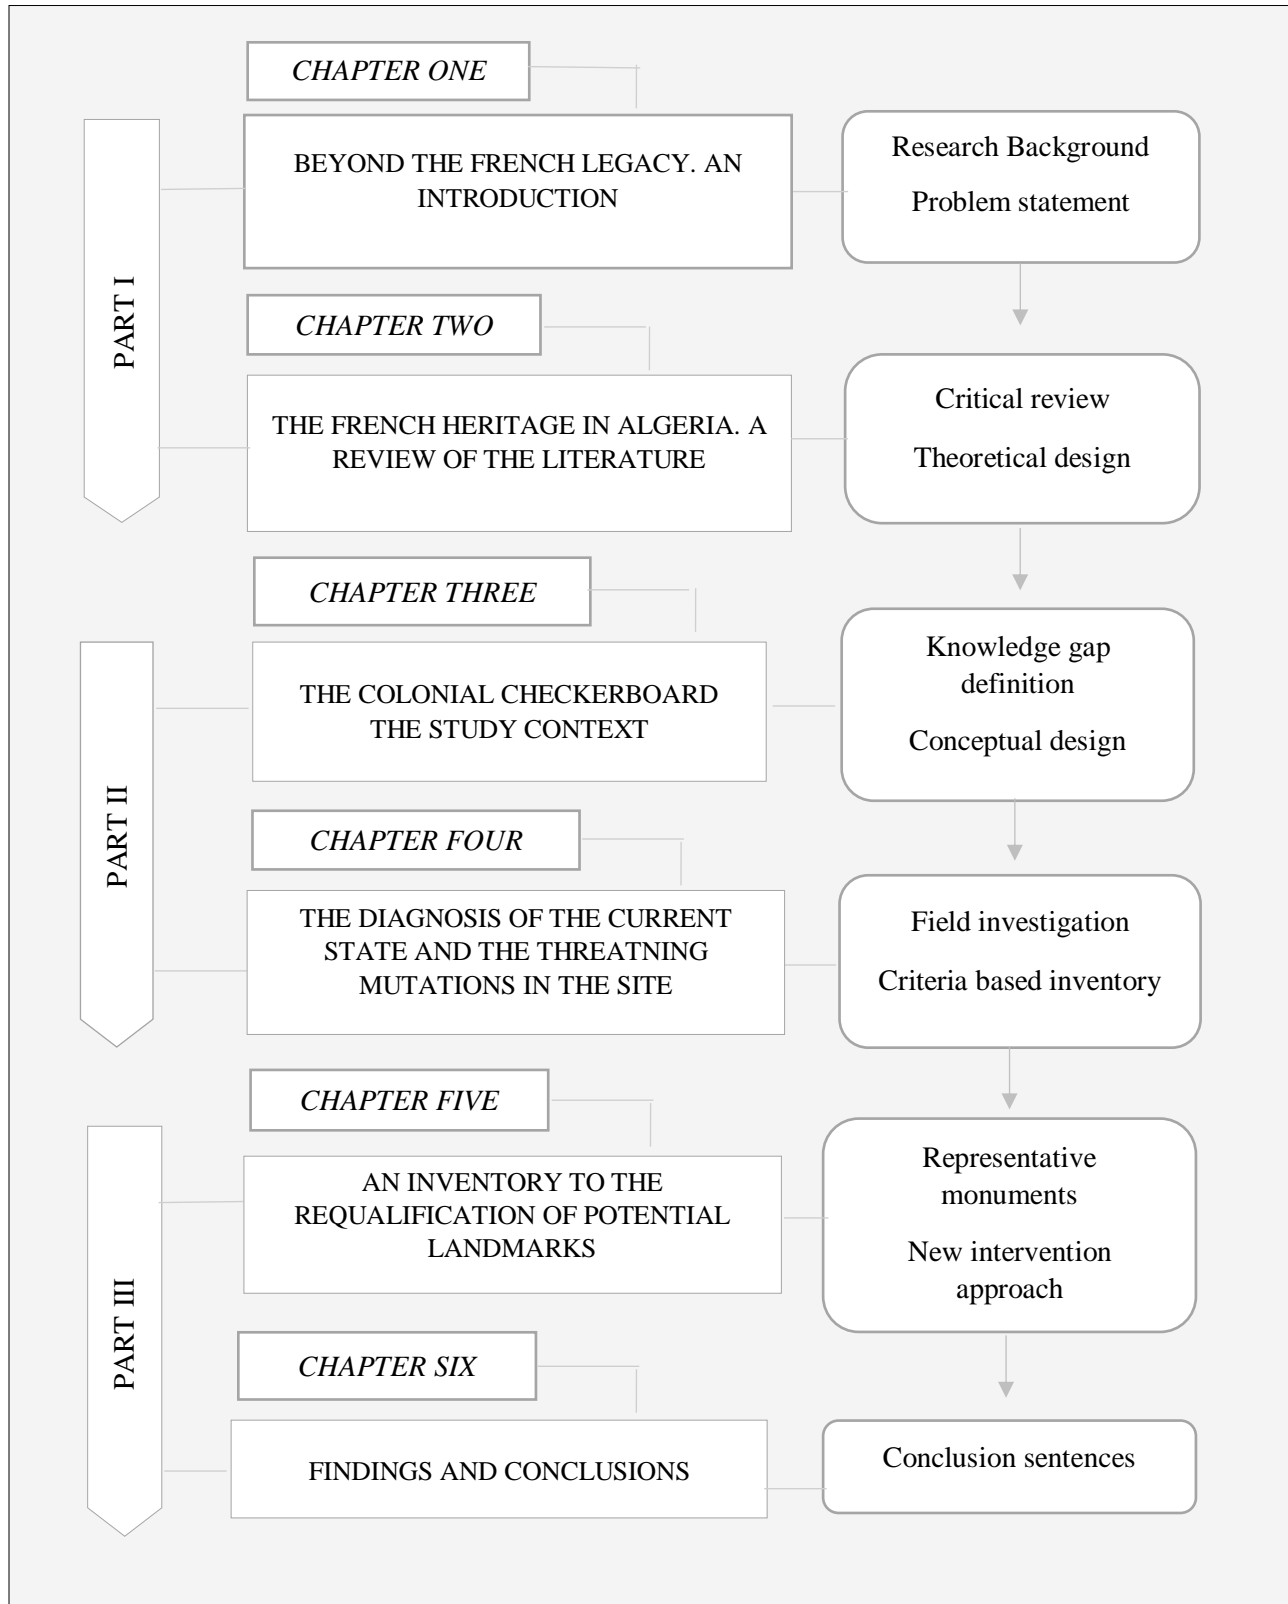 CHAPTER ONE
BEYOND THE FRENCH LEGACY. AN
INTRODUCTION
Research Background
Problem statement
PART I
CHAPTER TWO
THE FRENCH HERITAGE IN ALGERIA. A
REVIEW OF THE LITERATURE
Critical review
Theoretical design
CHAPTER THREE
THE COLONIAL CHECKERBOARD
THE STUDY CONTEXT
Knowledge gap
definition
Conceptual design
PART II
CHAPTER FOUR
THE DIAGNOSIS OF THE CURRENT
STATE AND THE THREATNING
MUTATIONS IN THE SITE
Field investigation
Criteria based inventory
CHAPTER FIVE
AN INVENTORY TO THE
REQUALIFICATION OF POTENTIAL
LANDMARKS
Representative
monuments
New intervention
approach
PART III
CHAPTER SIX
FINDINGS AND CONCLUSIONS
Conclusion sentences